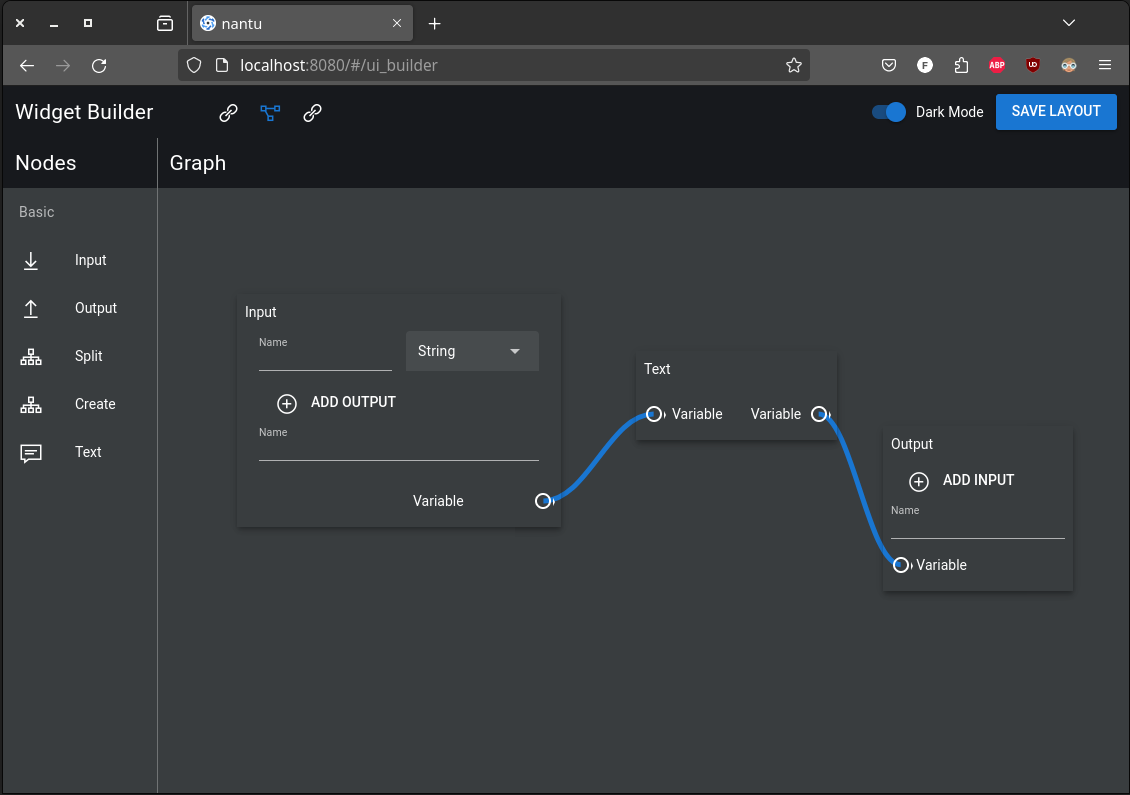 nantu
localhost:8080/#/ui_builder
F
ABP
UO
Widget Builder
Dark Mode
SAVE LAYOUT
Nodes
Graph
Basic
Input
Output
Split
Create
Text
Input
Name
String
ADD OUTPUT
Name
Variable
Text
Variable Variable
Output
ADD INPUT
Name
Variable